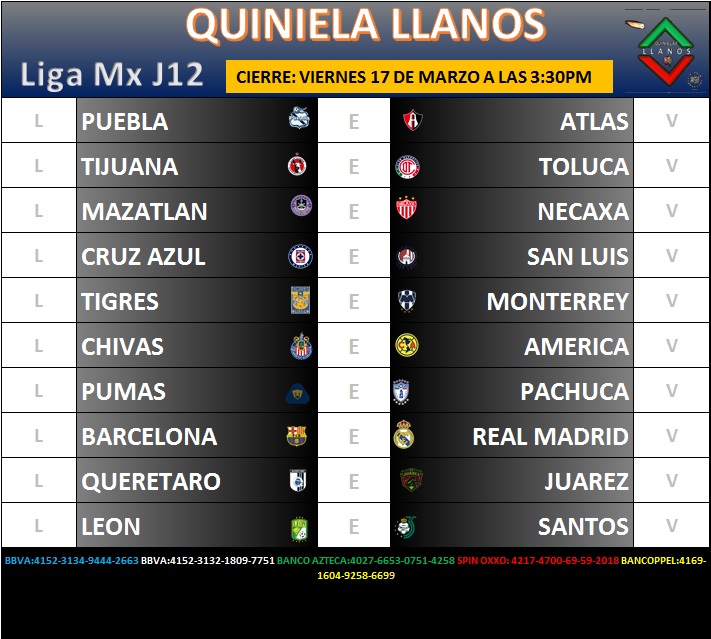 QUINIELA LLANOS
QUINIELAS
LLANOS
Liga Mx J12
CIERRE: VIERNES 17 DE MARZO A LAS 3:30PM
L PUEBLA E ATLAS V
L TIJUANA E TOLUCA V
L MAZATLAN E NECAXA V
L CRUZ AZUL E SAN LUIS V
L TIGRES E MONTERREY V
L CHIVAS E AMERICA V
L PUMAS E PACHUCA V
L BARCELONA E REAL MADRID V
L QUERETARO E JUAREZ V
L LEON E SANTOS V
BBVA:4152-3134-9444-2663 BBVA:4152-3132-1809-7751 BANCO AZTECA:4027-6653-0751-4258 SPIN OXXO: 4217-4700-69-59-2018 BANCOPPEL:4169-
1604-9258-6699